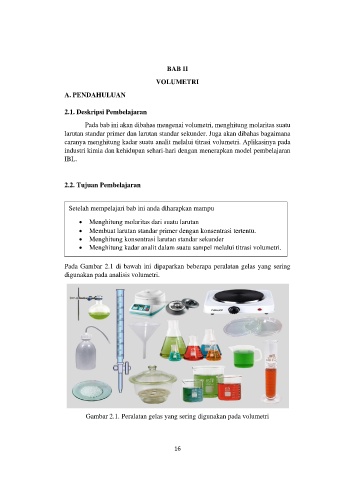 BAB II
VOLUMETRI
A. PENDAHULUAN
2.1. Deskripsi Pembelajaran
Pada bab ini akan dibahas mengenai volumetri, menghitung molaritas suatu
larutan standar primer dan larutan standar sekunder. Juga akan dibahas bagaimana
caranya menghitung kadar suatu analit melalui titrasi volumetri. Aplikasinya pada
industri kimia dan kehidupan sehari-hari dengan menerapkan model pembelajaran
IBL.
2.2. Tujuan Pembelajaran
Setelah mempelajari bab ini anda diharapkan mampu
• Menghitung molaritas dari suatu larutan
• Membuat larutan standar primer dengan konsentrasi tertentu.
• Menghitung konsentrasi larutan standar sekunder
• Menghitung kadar analit dalam suatu sampel melalui titrasi volumetri.
Pada Gambar 2.1 di bawah ini dipaparkan beberapa peralatan gelas yang sering
digunakan pada analisis volumetri.
Gambar 2.1. Peralatan gelas yang sering digunakan pada volumetri
16